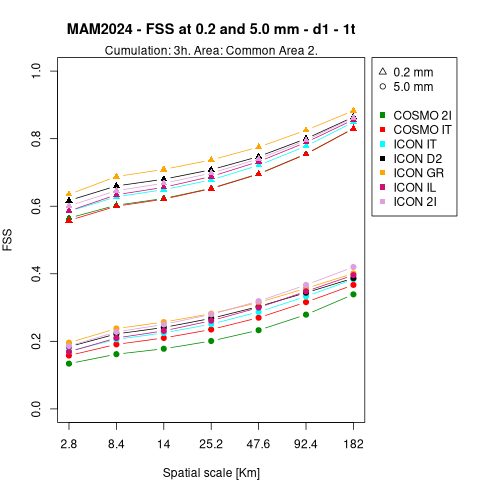 MAM2024 - FSS at 0.2 and 5.0 mm - d1 - 1t
Cumulation: 3h. Area: Common Area 2.
FSS
1.0
0.8
0.6
0.4
0.2
0.0
2.8 8.4 14 25.2 47.6 92.4 182
Spatial scale [Km]
0.2 mm
5.0 mm
COSMO 2I
COSMO IT
ICON IT
ICON D2
ICON GR
ICON IL
ICON 2I